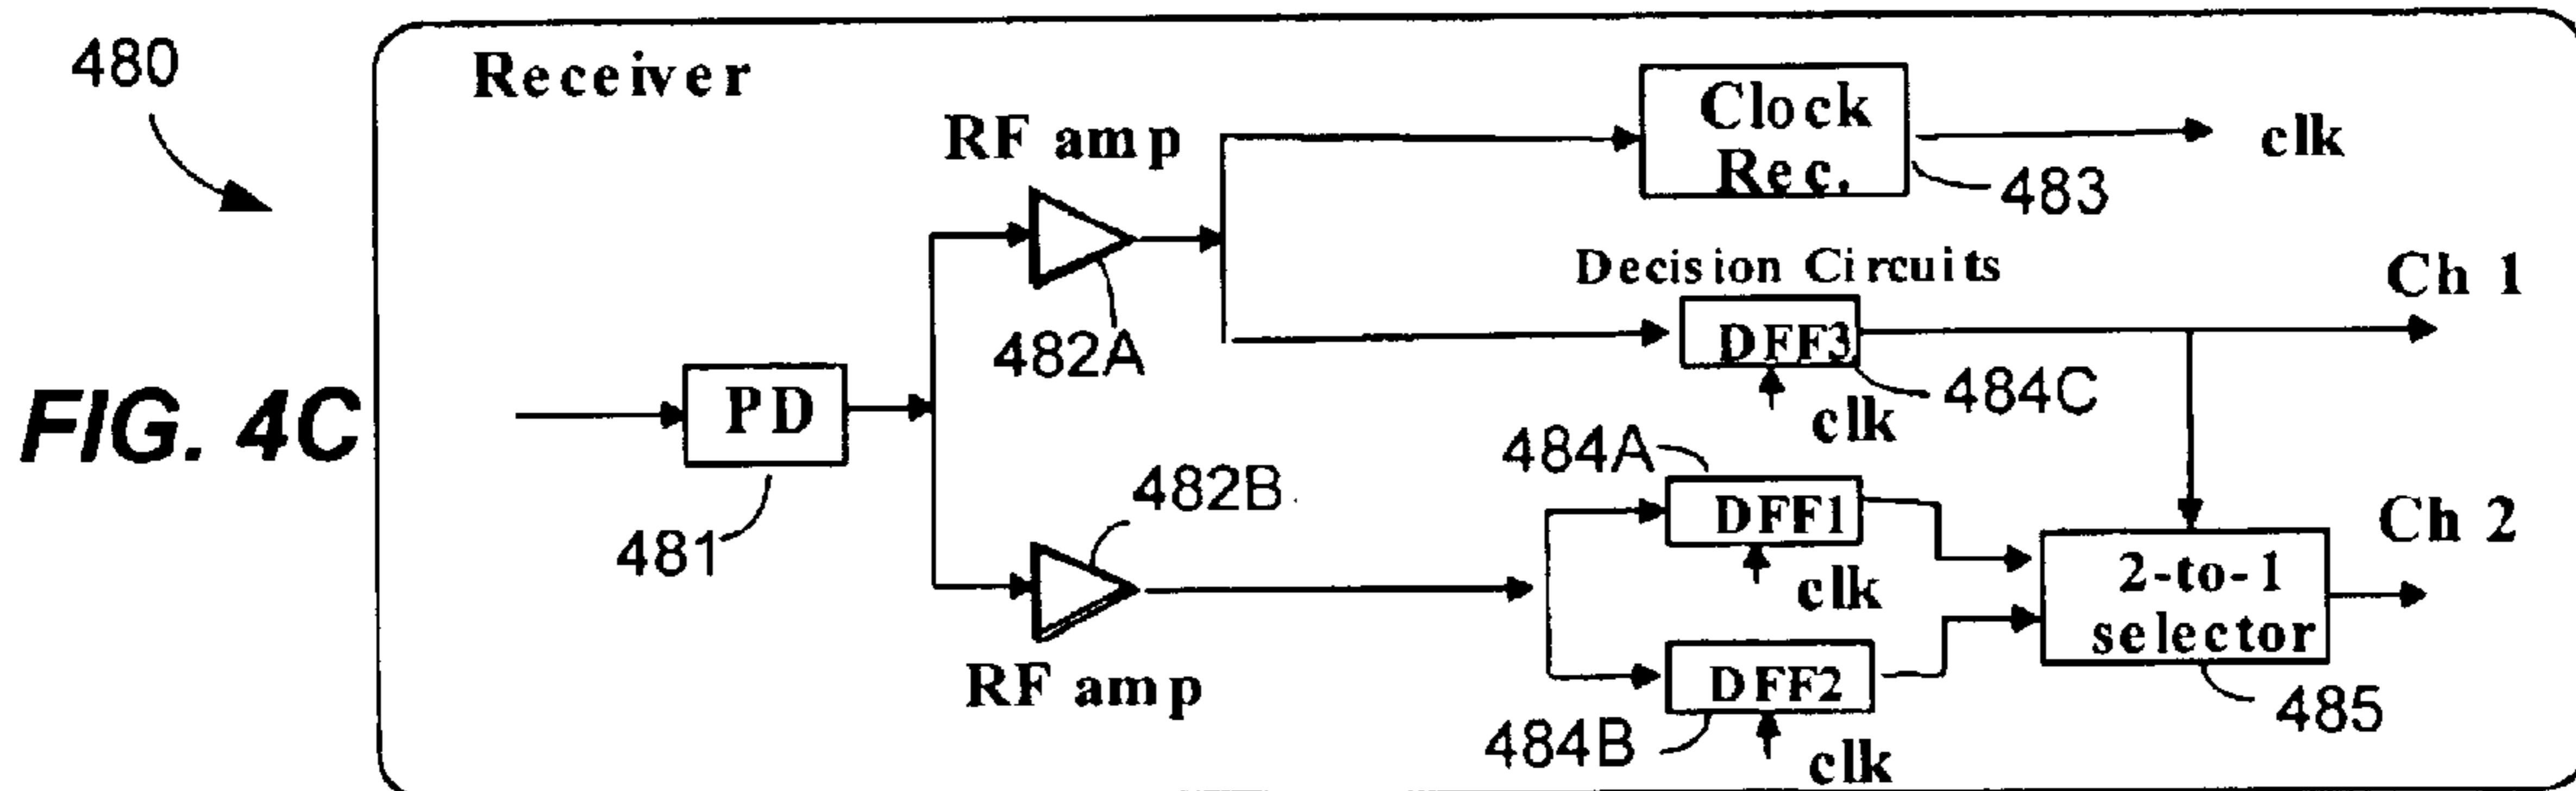 480
Receiver
RF amp
Clock
Rec.
clk
483
482A
Decision Circuits
Ch 1
DFF3
484C
clk
FIG. 4C
PD
481
482B
484A
DFF1
clk
Ch 2
2-to-1
selector
RF amp
DFF2
484B
clk
485